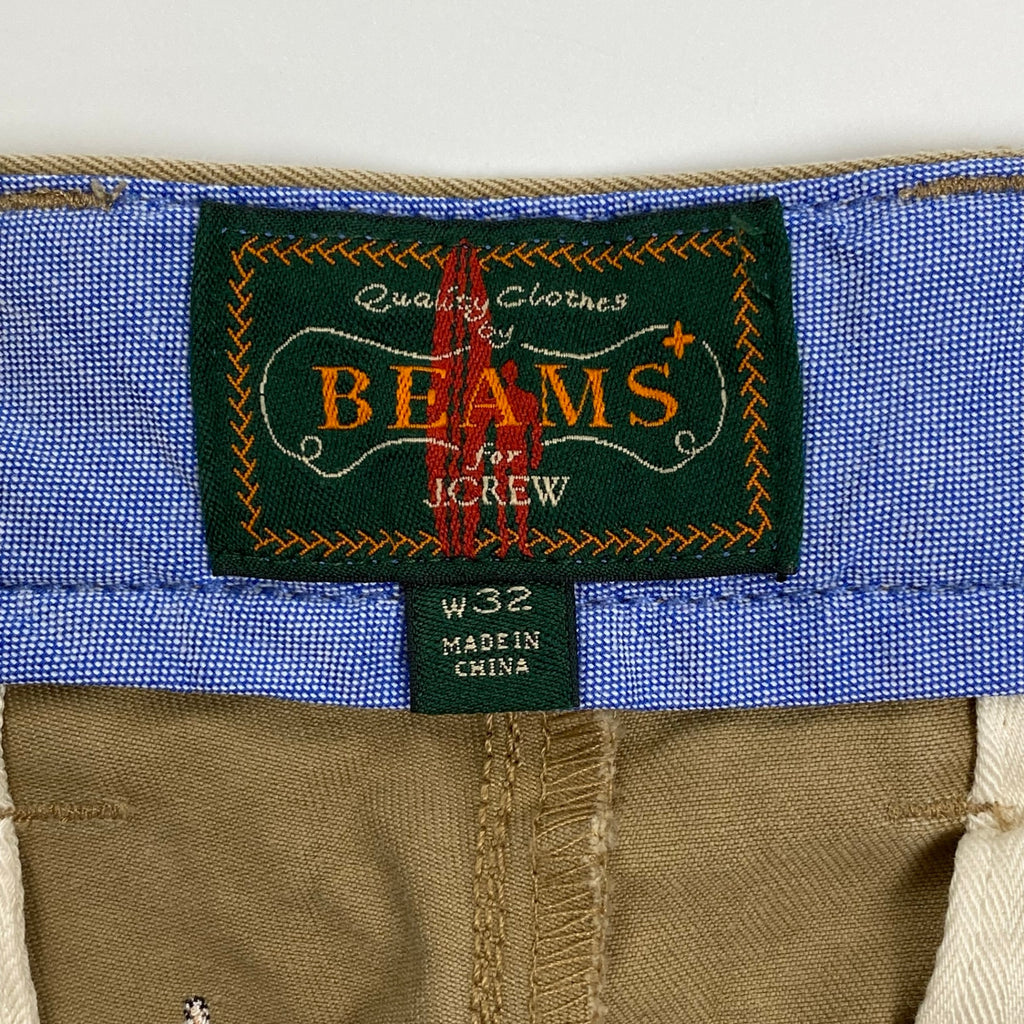 Quality Clothes
by
BEAMS+
for
J.CREW
W32
MADE IN
CHINA